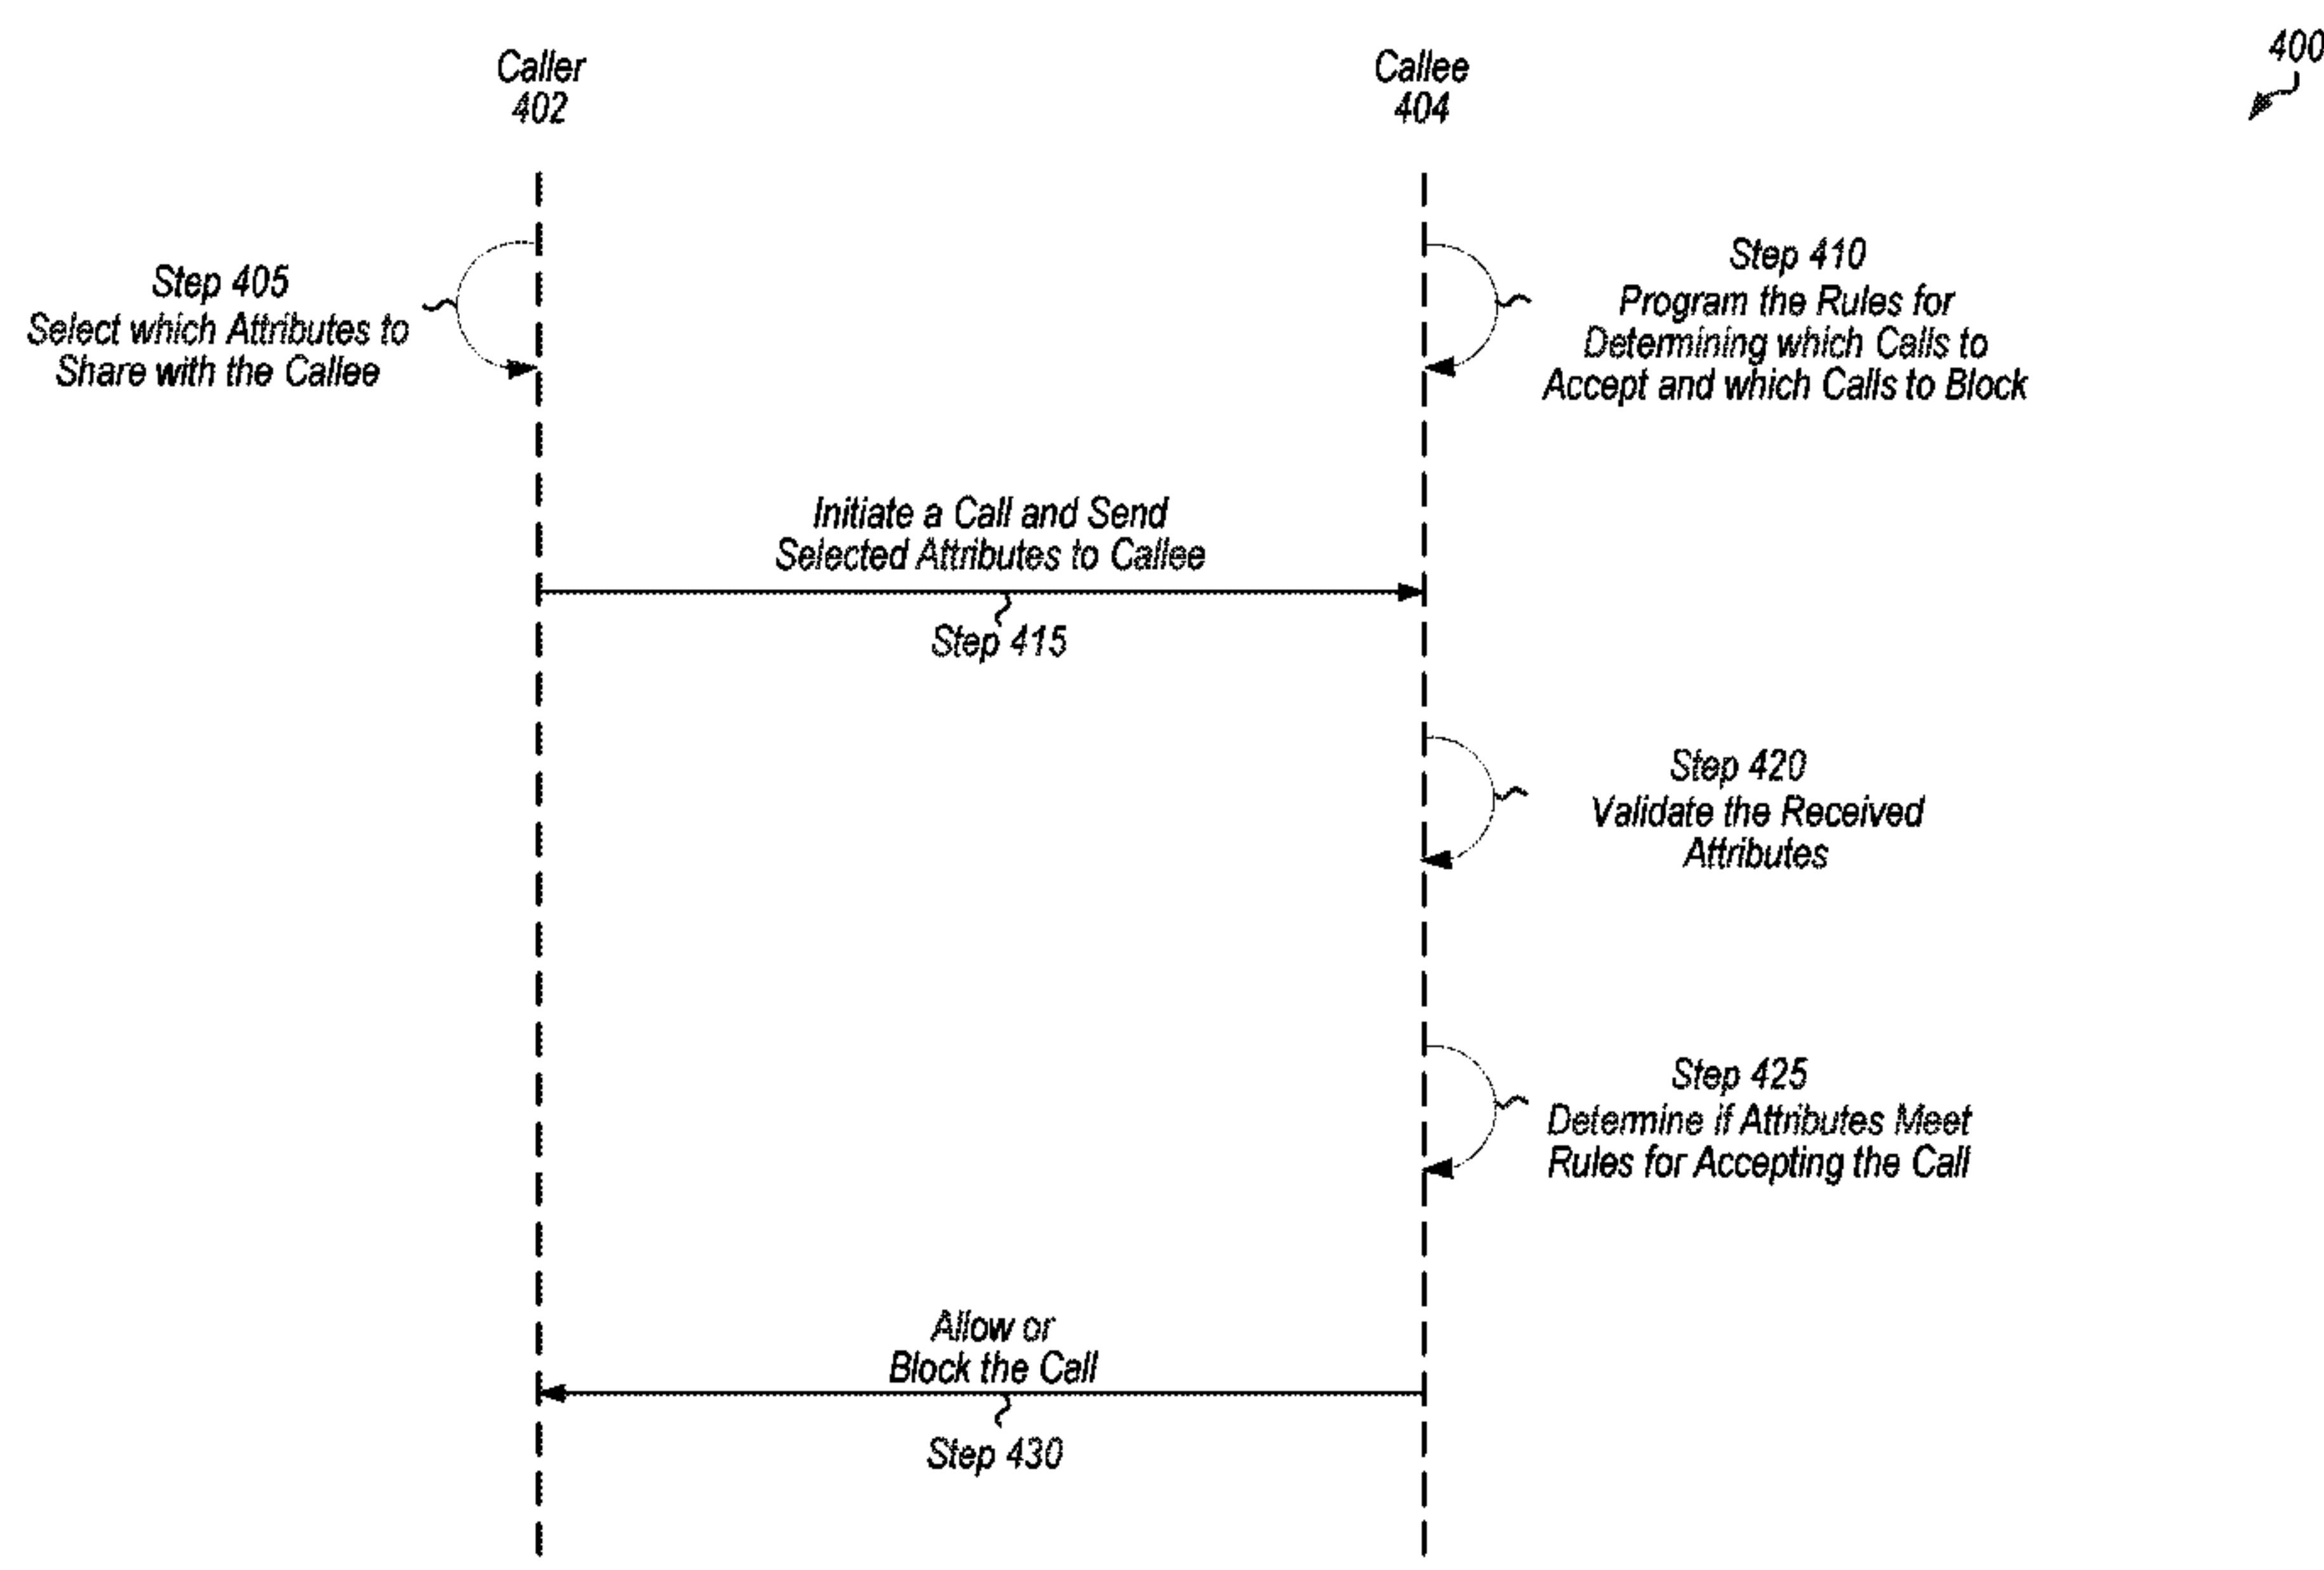 400
Caller
402
Callee
404
Step 405
Select which Attributes to
Share with the Callee
Step 410
Program the Rules for
Determining which Calls to
Accept and which Calls to Block
Initiate a Call and Send
Selected Attributes to Callee
Step 415
Step 420
Validate the Received
Attributes
Step 425
Determine if Attributes Meet
Rules for Accepting the Call
Allow or
Block the Call
Step 430